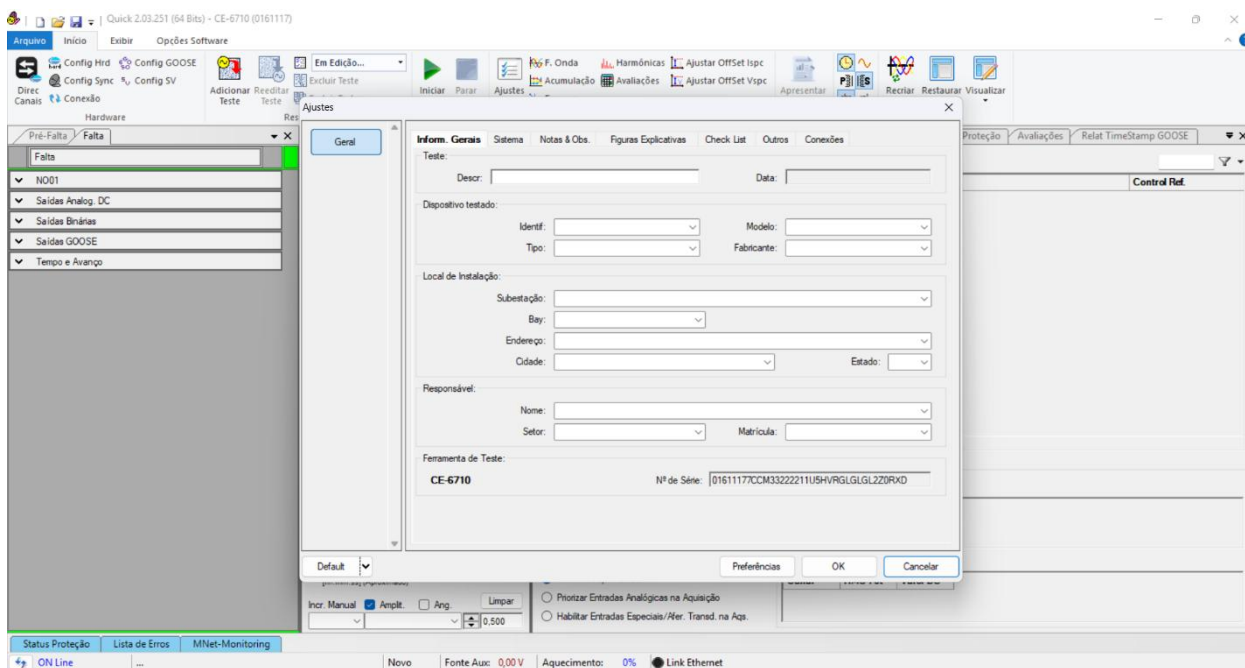 Quick 2.03.251 (64 Bits) - CE-6710 (0161117)
Arquivo Início Exibir Opções Software
Direc Canais
Config Hrd Config GOOSE
Config Sync Config SV
Conexão
Hardware
Adicionar Teste
Reeditar Teste
Em Edição...
Excluir Teste
Iniciar Parar Ajustes
F. Onda Harmônicas Ajustar OffSet Ispc
Acumulação Avaliações Ajustar OffSet Vspc
Apresentar
Recriar Restaurar Visualizar
Pré-Falta Falta
Falta
NO01
Saídas Analog. DC
Saídas Binárias
Saídas GOOSE
Tempo e Avanço
Proteção Avaliações Relat TimeStamp GOOSE
Control Ref.
Ajustes
Geral
Inform. Gerais Sistema Notas & Obs. Figuras Explicativas Check List Outros Conexões
Teste:
Descr: Data:
Dispositivo testado:
Identif: Modelo:
Tipo: Fabricante:
Local de Instalação:
Subestação:
Bay:
Endereço:
Cidade: Estado:
Responsável:
Nome:
Setor: Matrícula:
Ferramenta de Teste:
CE-6710 Nº de Série: 01611177CCM33222211U5HVRGLGLGL2Z0RXD
Default Preferências OK Cancelar
Incr. Manual Amplit. Ang. Limpar
0,500
Priorizar Entradas Analógicas na Aquisição
Habilitar Entradas Especiais/Afer. Transd. na Aqs.
Status Proteção Lista de Erros MNet-Monitoring
ON Line ... Novo Fonte Aux: 0,00 V Aquecimento: 0% Link Ethernet